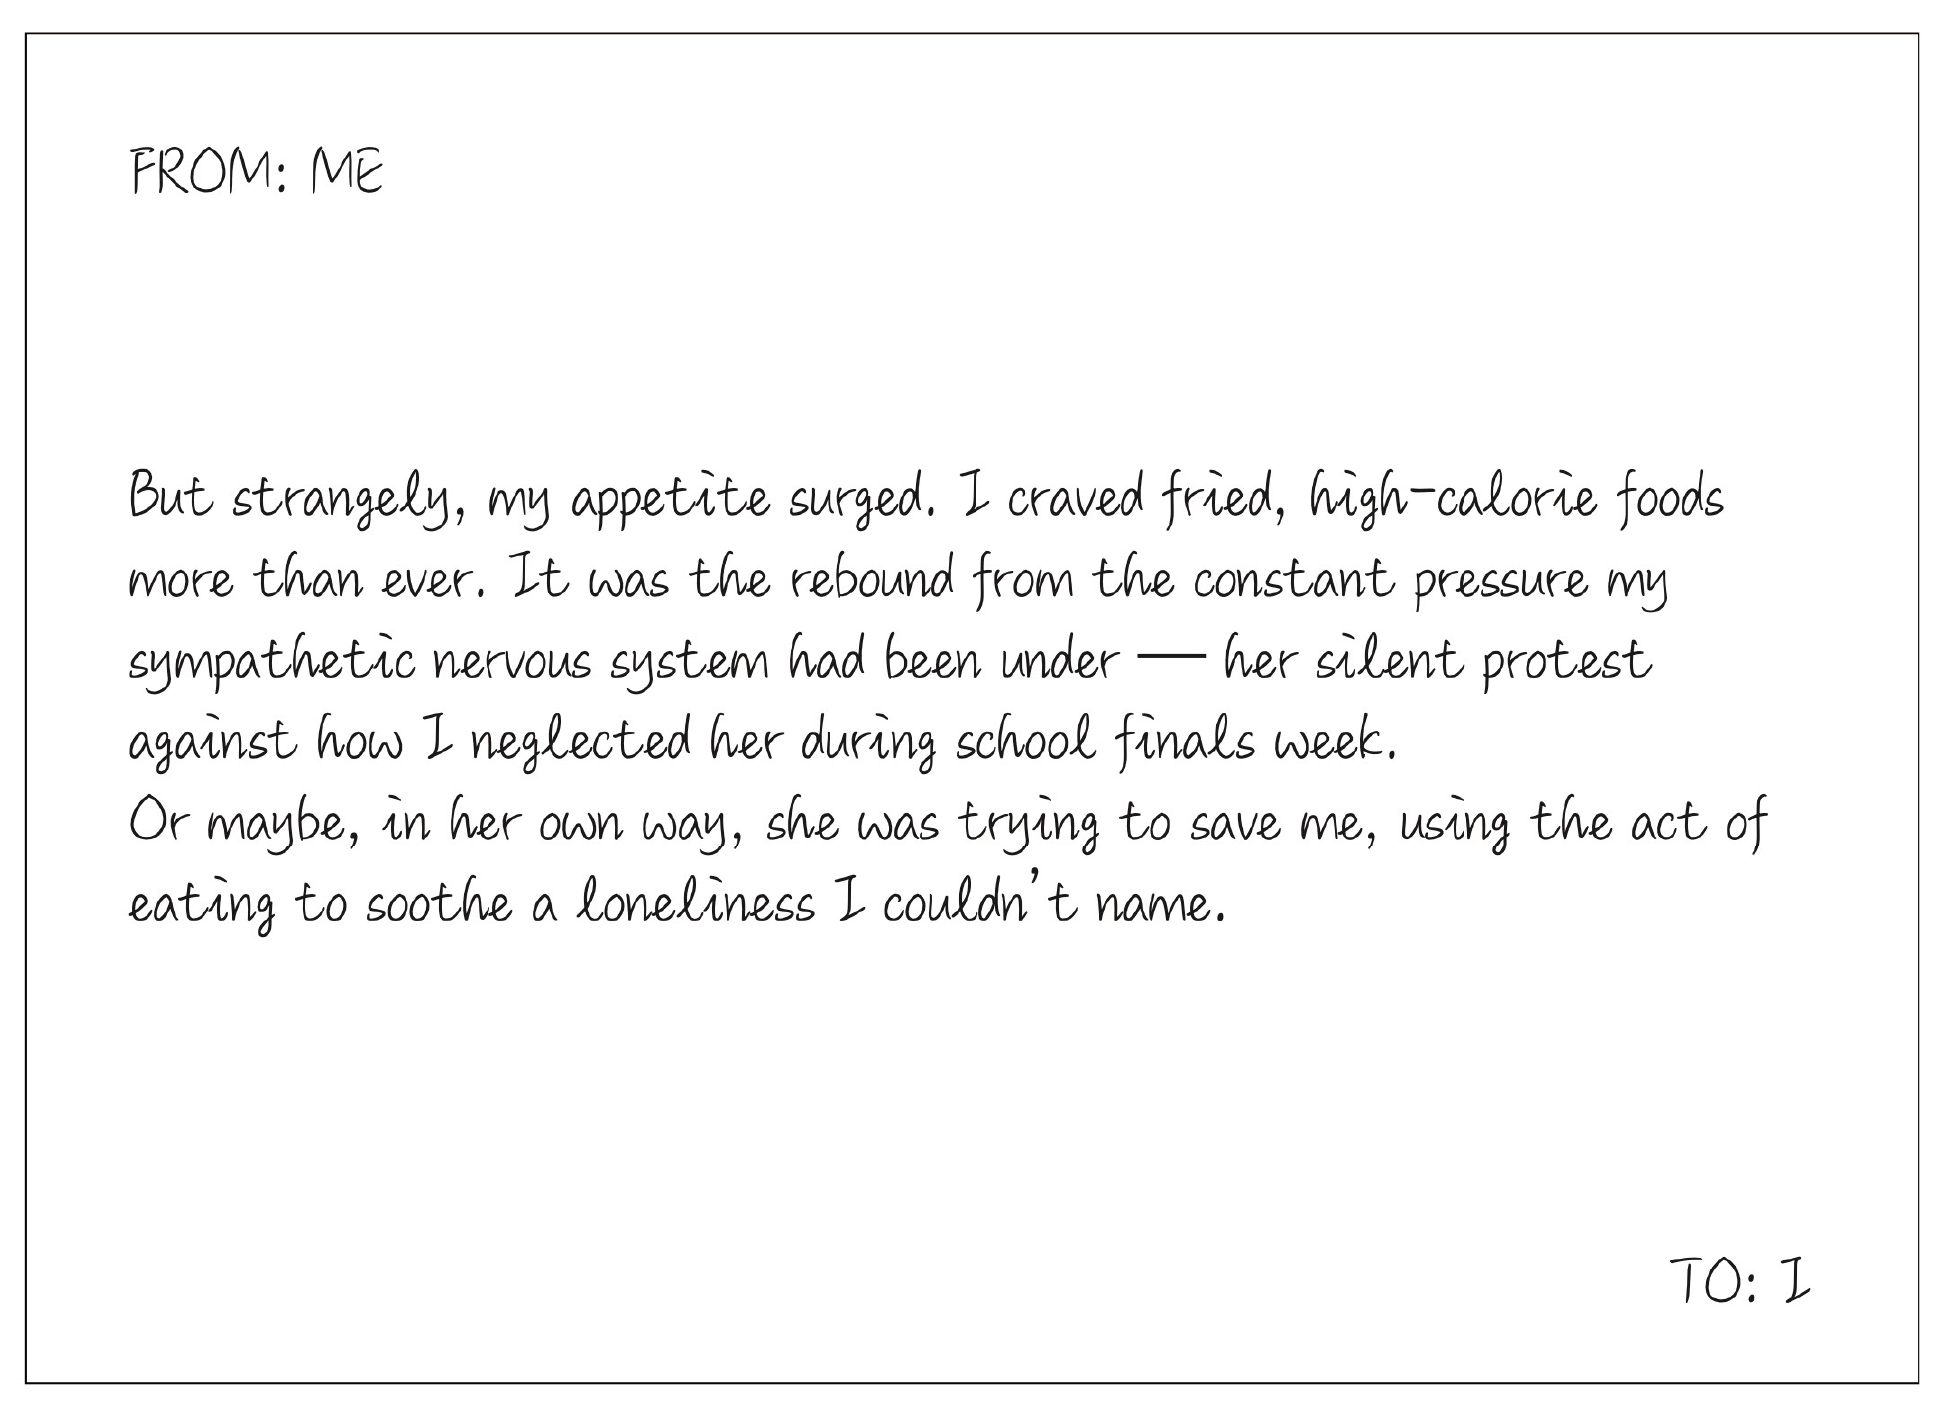 FROM: ME
But strangely, my appetite surged. I craved fried, high-calorie foods
more than ever. It was the rebound from the constant pressure my
sympathetic nervous system had been under — her silent protest
against how I neglected her during school finals week.
Or maybe, in her own way, she was trying to save me, using the act of
eating to soothe a loneliness I couldn't name.
TO: I